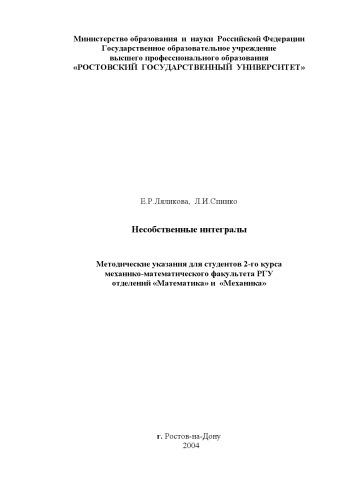 Министерство образования и науки Российской Федерации
Государственное образовательное учреждение
высшего профессионального образования
«РОСТОВСКИЙ ГОСУДАРСТВЕННЫЙ УНИВЕРСИТЕТ»
Е.Р.Ляликова, Л.И.Спинко
Несобственные интегралы
Методические указания для студентов 2-го курса
механико-математического факультета РГУ
отделений «Математика» и «Механика»
г. Ростов-на-Дону
2004